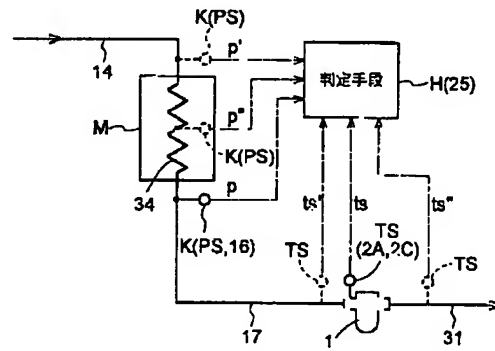 K(PS)
14
p'
判定手段
H(25)
M
p"
K(PS)
34
p
K(PS,16)
ts'
ts
ts"
TS
TS
(2A,2C)
TS
17
1
31